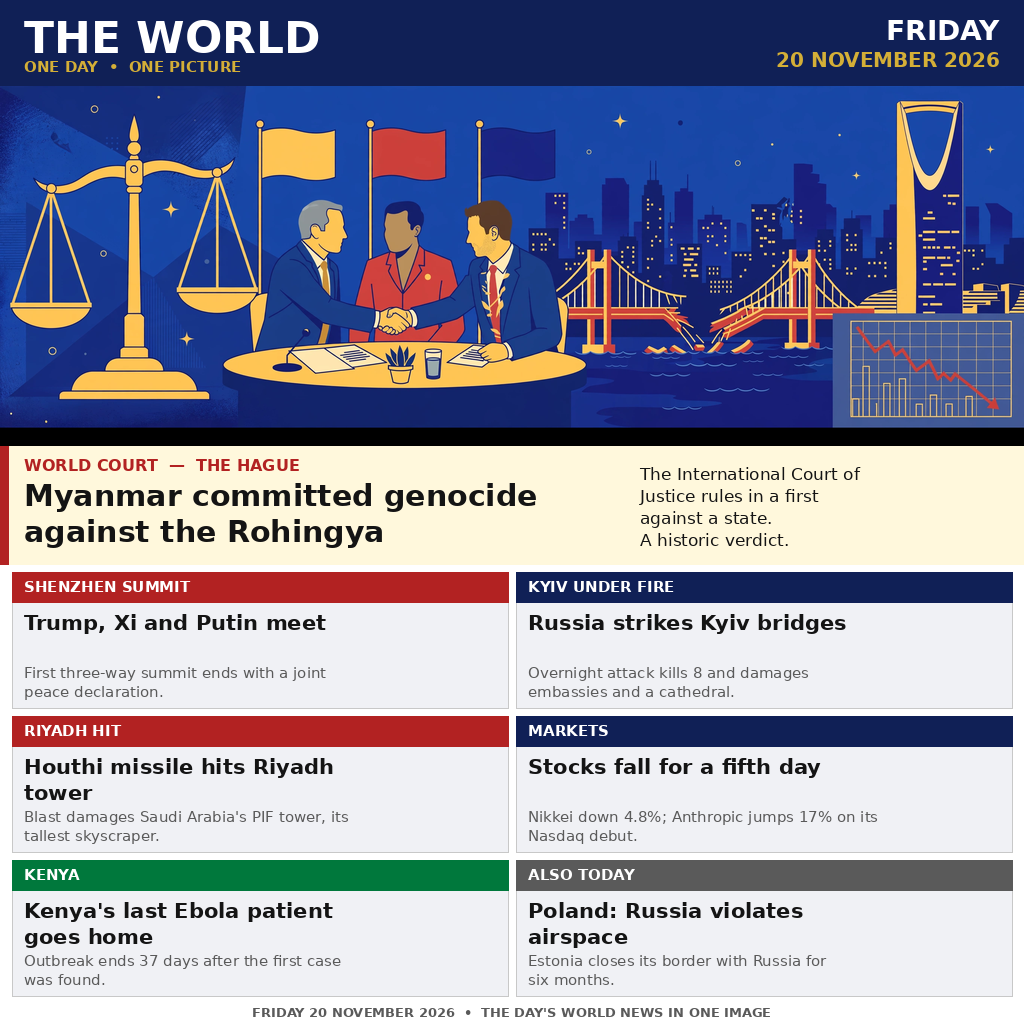 THE WORLD
ONE DAY • ONE PICTURE
FRIDAY
20 NOVEMBER 2026
WORLD COURT — THE HAGUE
Myanmar committed genocide
against the Rohingya
The International Court of
Justice rules in a first
against a state.
A historic verdict.
SHENZHEN SUMMIT
Trump, Xi and Putin meet
First three-way summit ends with a joint
peace declaration.
KYIV UNDER FIRE
Russia strikes Kyiv bridges
Overnight attack kills 8 and damages
embassies and a cathedral.
RIYADH HIT
Houthi missile hits Riyadh
tower
Blast damages Saudi Arabia's PIF tower, its
tallest skyscraper.
MARKETS
Stocks fall for a fifth day
Nikkei down 4.8%; Anthropic jumps 17% on its
Nasdaq debut.
KENYA
Kenya's last Ebola patient
goes home
Outbreak ends 37 days after the first case
was found.
ALSO TODAY
Poland: Russia violates
airspace
Estonia closes its border with Russia for
six months.
FRIDAY 20 NOVEMBER 2026 • THE DAY'S WORLD NEWS IN ONE IMAGE